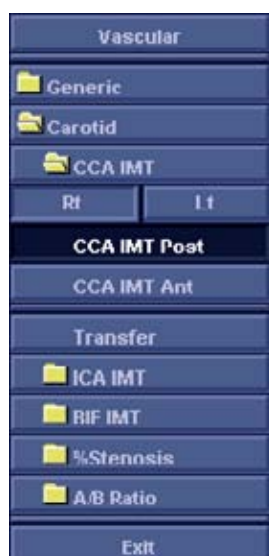 Vascular
Generic
Carotid
CCA IMT
Rt Lt
CCA IMT Post
CCA IMT Ant
Transfer
ICA IMT
BIF IMT
%Stenosis
A/B Ratio
Exit